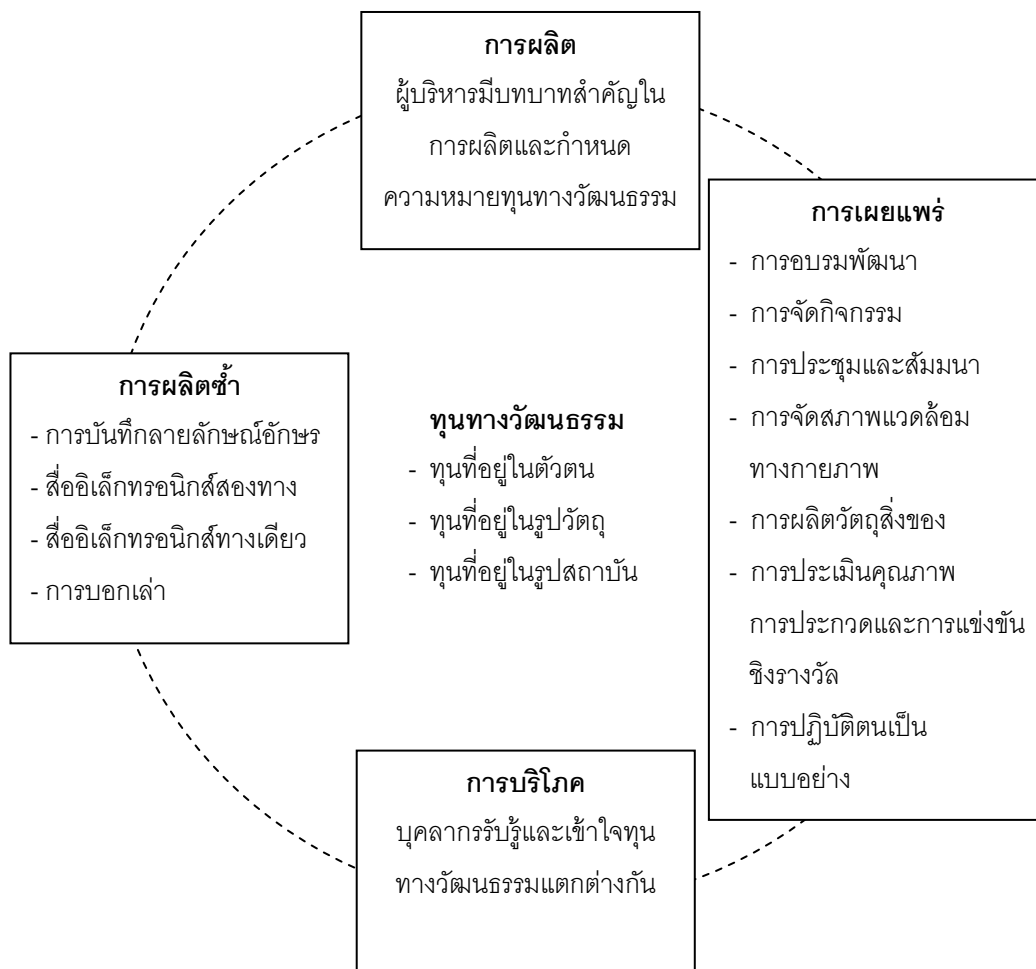 การผลิต
ผู้บริหารมีบทบาทสำคัญใน
การผลิตและกำหนด
ความหมายทุนทางวัฒนธรรม
การเผยแพร่
- การอบรมพัฒนา
- การจัดกิจกรรม
- การประชุมและสัมมนา
- การจัดสภาพแวดล้อม
ทางกายภาพ
- การผลิตวัตถุสิ่งของ
- การประเมินคุณภาพ
การประกวดและการแข่งขัน
ชิงรางวัล
- การปฏิบัติตนเป็น
แบบอย่าง
การผลิตซ้ำ
- การบันทึกลายลักษณ์อักษร
- สื่ออิเล็กทรอนิกส์สองทาง
- สื่ออิเล็กทรอนิกส์ทางเดียว
- การบอกเล่า
ทุนทางวัฒนธรรม
- ทุนที่อยู่ในตัวตน
- ทุนที่อยู่ในรูปวัตถุ
- ทุนที่อยู่ในรูปสถาบัน
การบริโภค
บุคลากรรับรู้และเข้าใจทุน
ทางวัฒนธรรมแตกต่างกัน